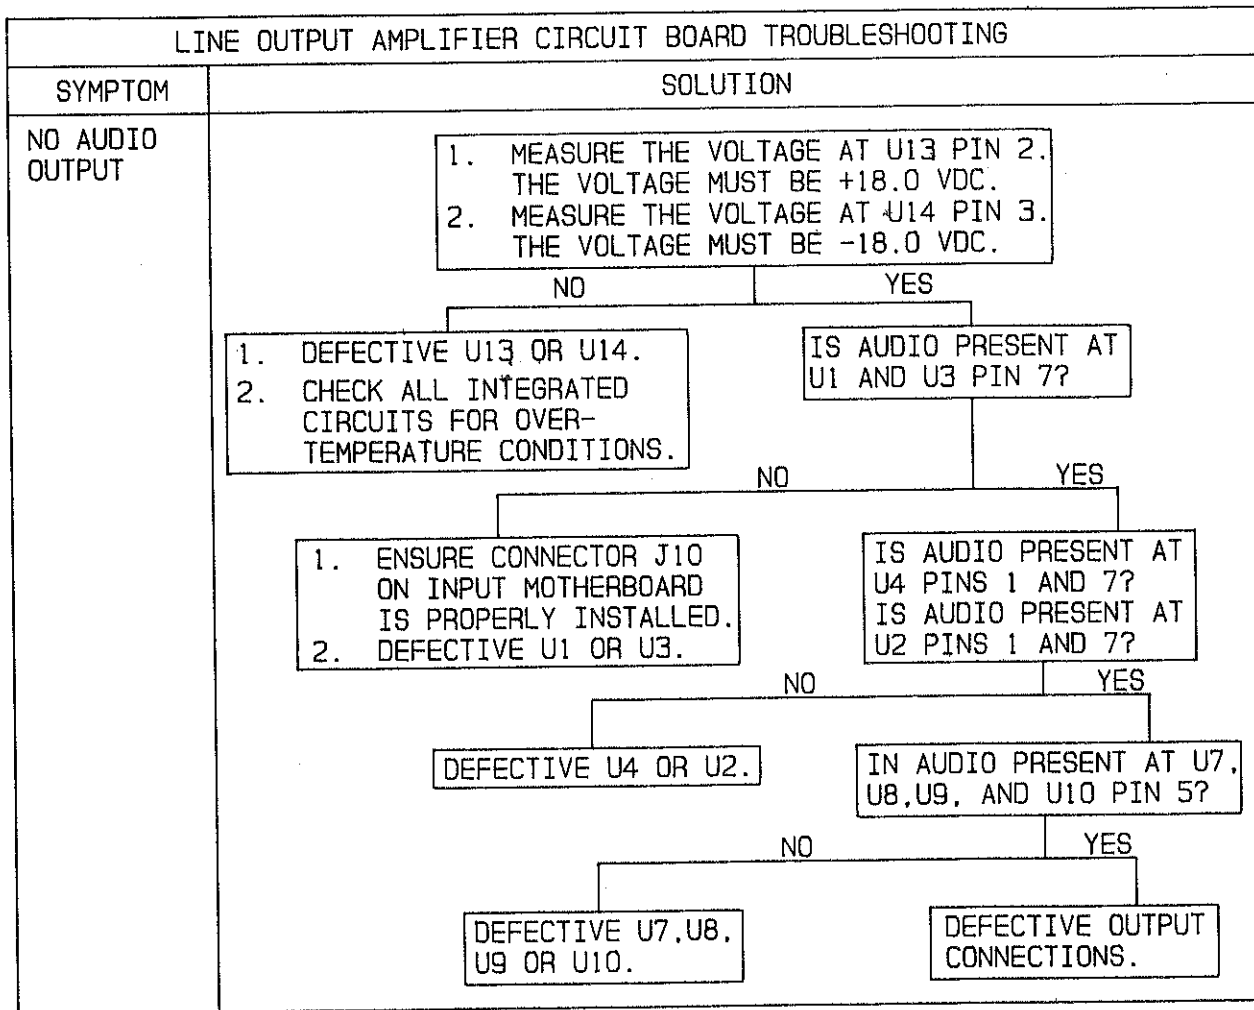 LINE OUTPUT AMPLIFIER CIRCUIT BOARD TROUBLESHOOTING
SYMPTOM
SOLUTION
NO AUDIO
OUTPUT
1. MEASURE THE VOLTAGE AT U13 PIN 2.
THE VOLTAGE MUST BE +18.0 VDC.
2. MEASURE THE VOLTAGE AT U14 PIN 3.
THE VOLTAGE MUST BE -18.0 VDC.
NO
YES
1. DEFECTIVE U13 OR U14.
2. CHECK ALL INTEGRATED
CIRCUITS FOR OVER-
TEMPERATURE CONDITIONS.
IS AUDIO PRESENT AT
U1 AND U3 PIN 7?
NO
YES
1. ENSURE CONNECTOR J10
ON INPUT MOTHERBOARD
IS PROPERLY INSTALLED.
2. DEFECTIVE U1 OR U3.
IS AUDIO PRESENT AT
U4 PINS 1 AND 7?
IS AUDIO PRESENT AT
U2 PINS 1 AND 7?
NO
YES
DEFECTIVE U4 OR U2.
IN AUDIO PRESENT AT U7,
U8,U9, AND U10 PIN 5?
NO
YES
DEFECTIVE U7,U8,
U9 OR U10.
DEFECTIVE OUTPUT
CONNECTIONS.